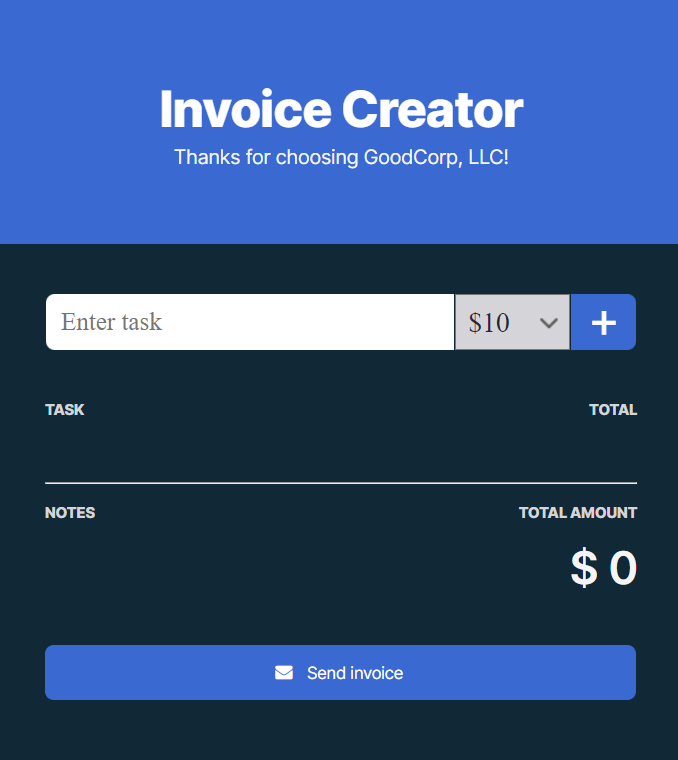 Invoice Creator
Thanks for choosing GoodCorp, LLC!
Enter task $10 +
TASK TOTAL
NOTES TOTAL AMOUNT
$ 0
Send invoice